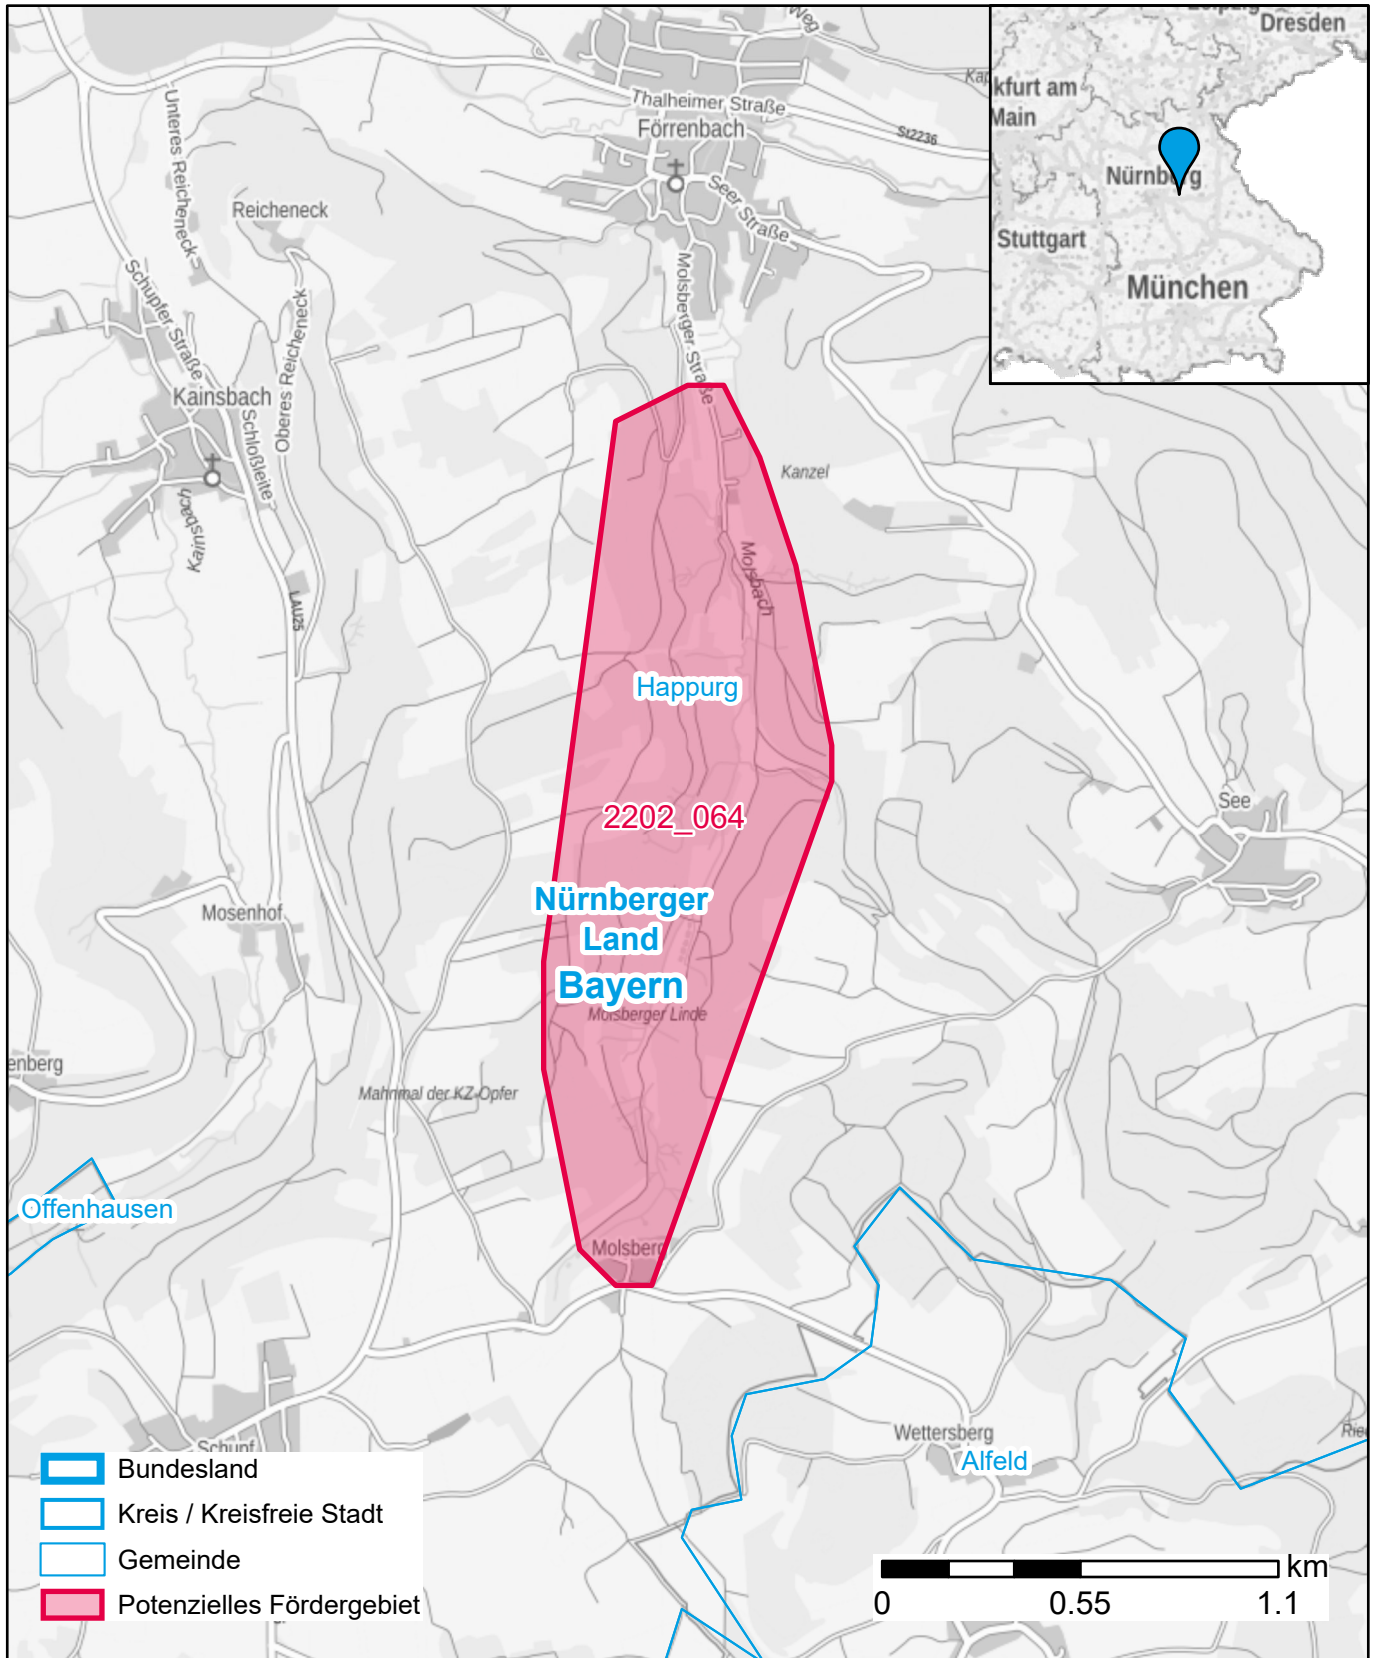 Weg
Leipzig
Dresden
kfurt am
Main
Nürnberg
Stuttgart
München
Thalheimer Straße
Förrenbach
St2236
Seer Straße
Unteres Reicheneck
Reicheneck
Schupfer Straße
Molsberger Straße
Oberes Reicheneck
Kainsbach
Schloßleite
Kainsbach
Kanzel
Molsbach
LAU25
Happurg
2202_064
See
Nürnberger
Land
Bayern
Mosenhof
Molsberger Linde
enberg
Mahnmal der KZ-Opfer
Offenhausen
Molsberg
Wettersberg
Alfeld
Schupf
Bundesland
Kreis / Kreisfreie Stadt
Gemeinde
Potenzielles Fördergebiet
km
0 0.55 1.1